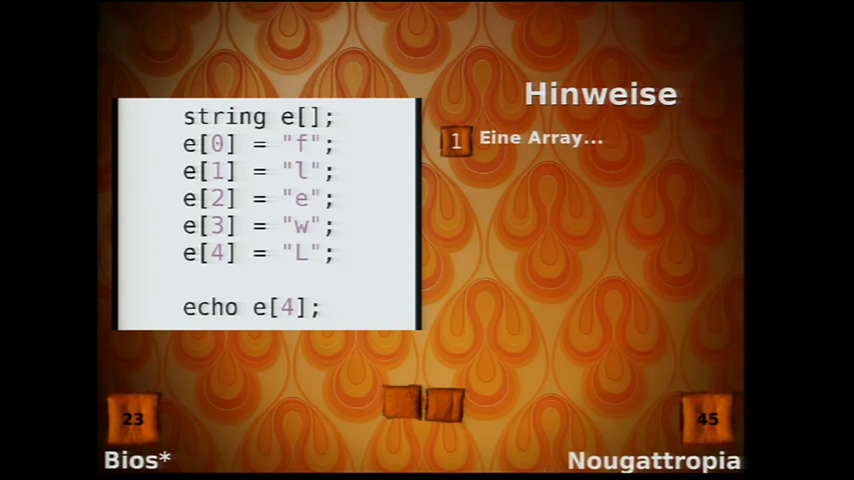 string e[];
e[0] = "f";
e[1] = "l";
e[2] = "e";
e[3] = "w";
e[4] = "L";
echo e[4];
Hinweise
1 Eine Array...
23
45
Bios*
Nougattropia